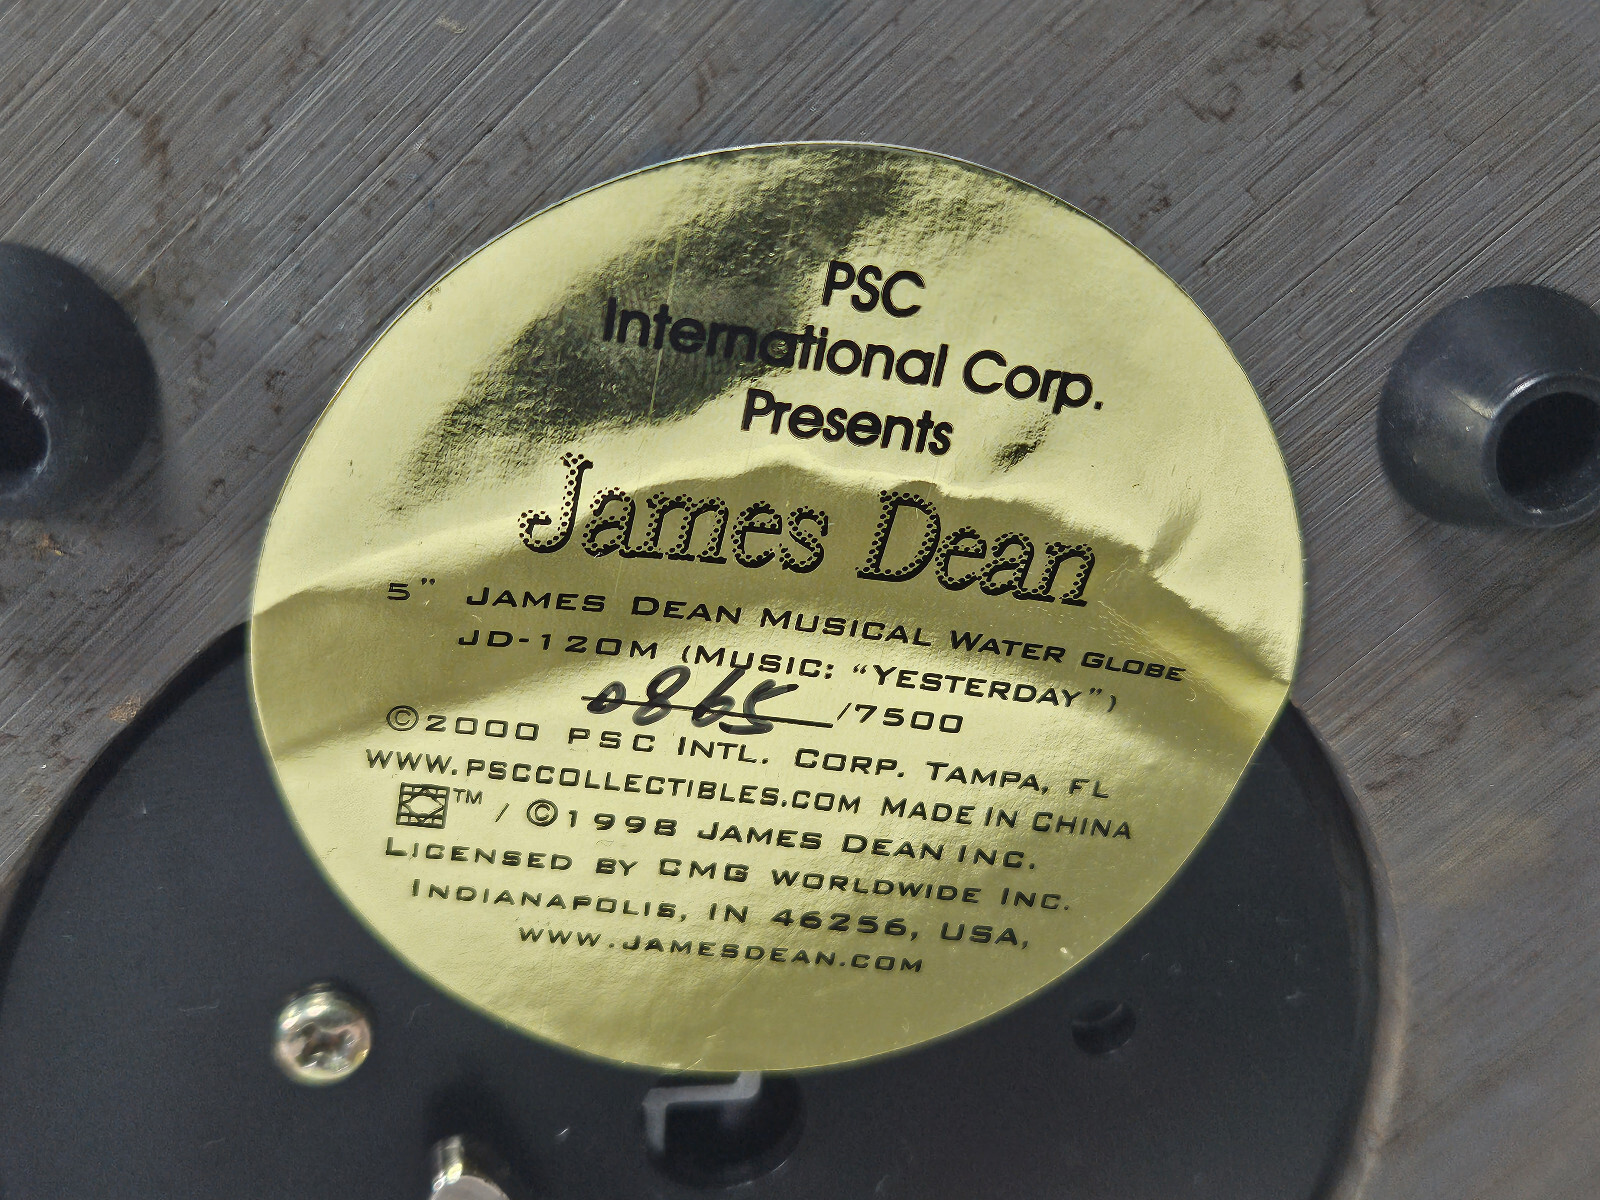 PSC
International Corp.
Presents
James Dean
5" JAMES DEAN MUSICAL WATER GLOBE
JD-120M (MUSIC: "YESTERDAY")
0865/7500
©2000 PSC INTL. CORP. TAMPA, FL
WWW.PSCCOLLECTIBLES.COM MADE IN CHINA
™ / ©1998 JAMES DEAN INC.
LICENSED BY CMG WORLDWIDE INC.
INDIANAPOLIS, IN 46256, USA,
WWW.JAMESDEAN.COM